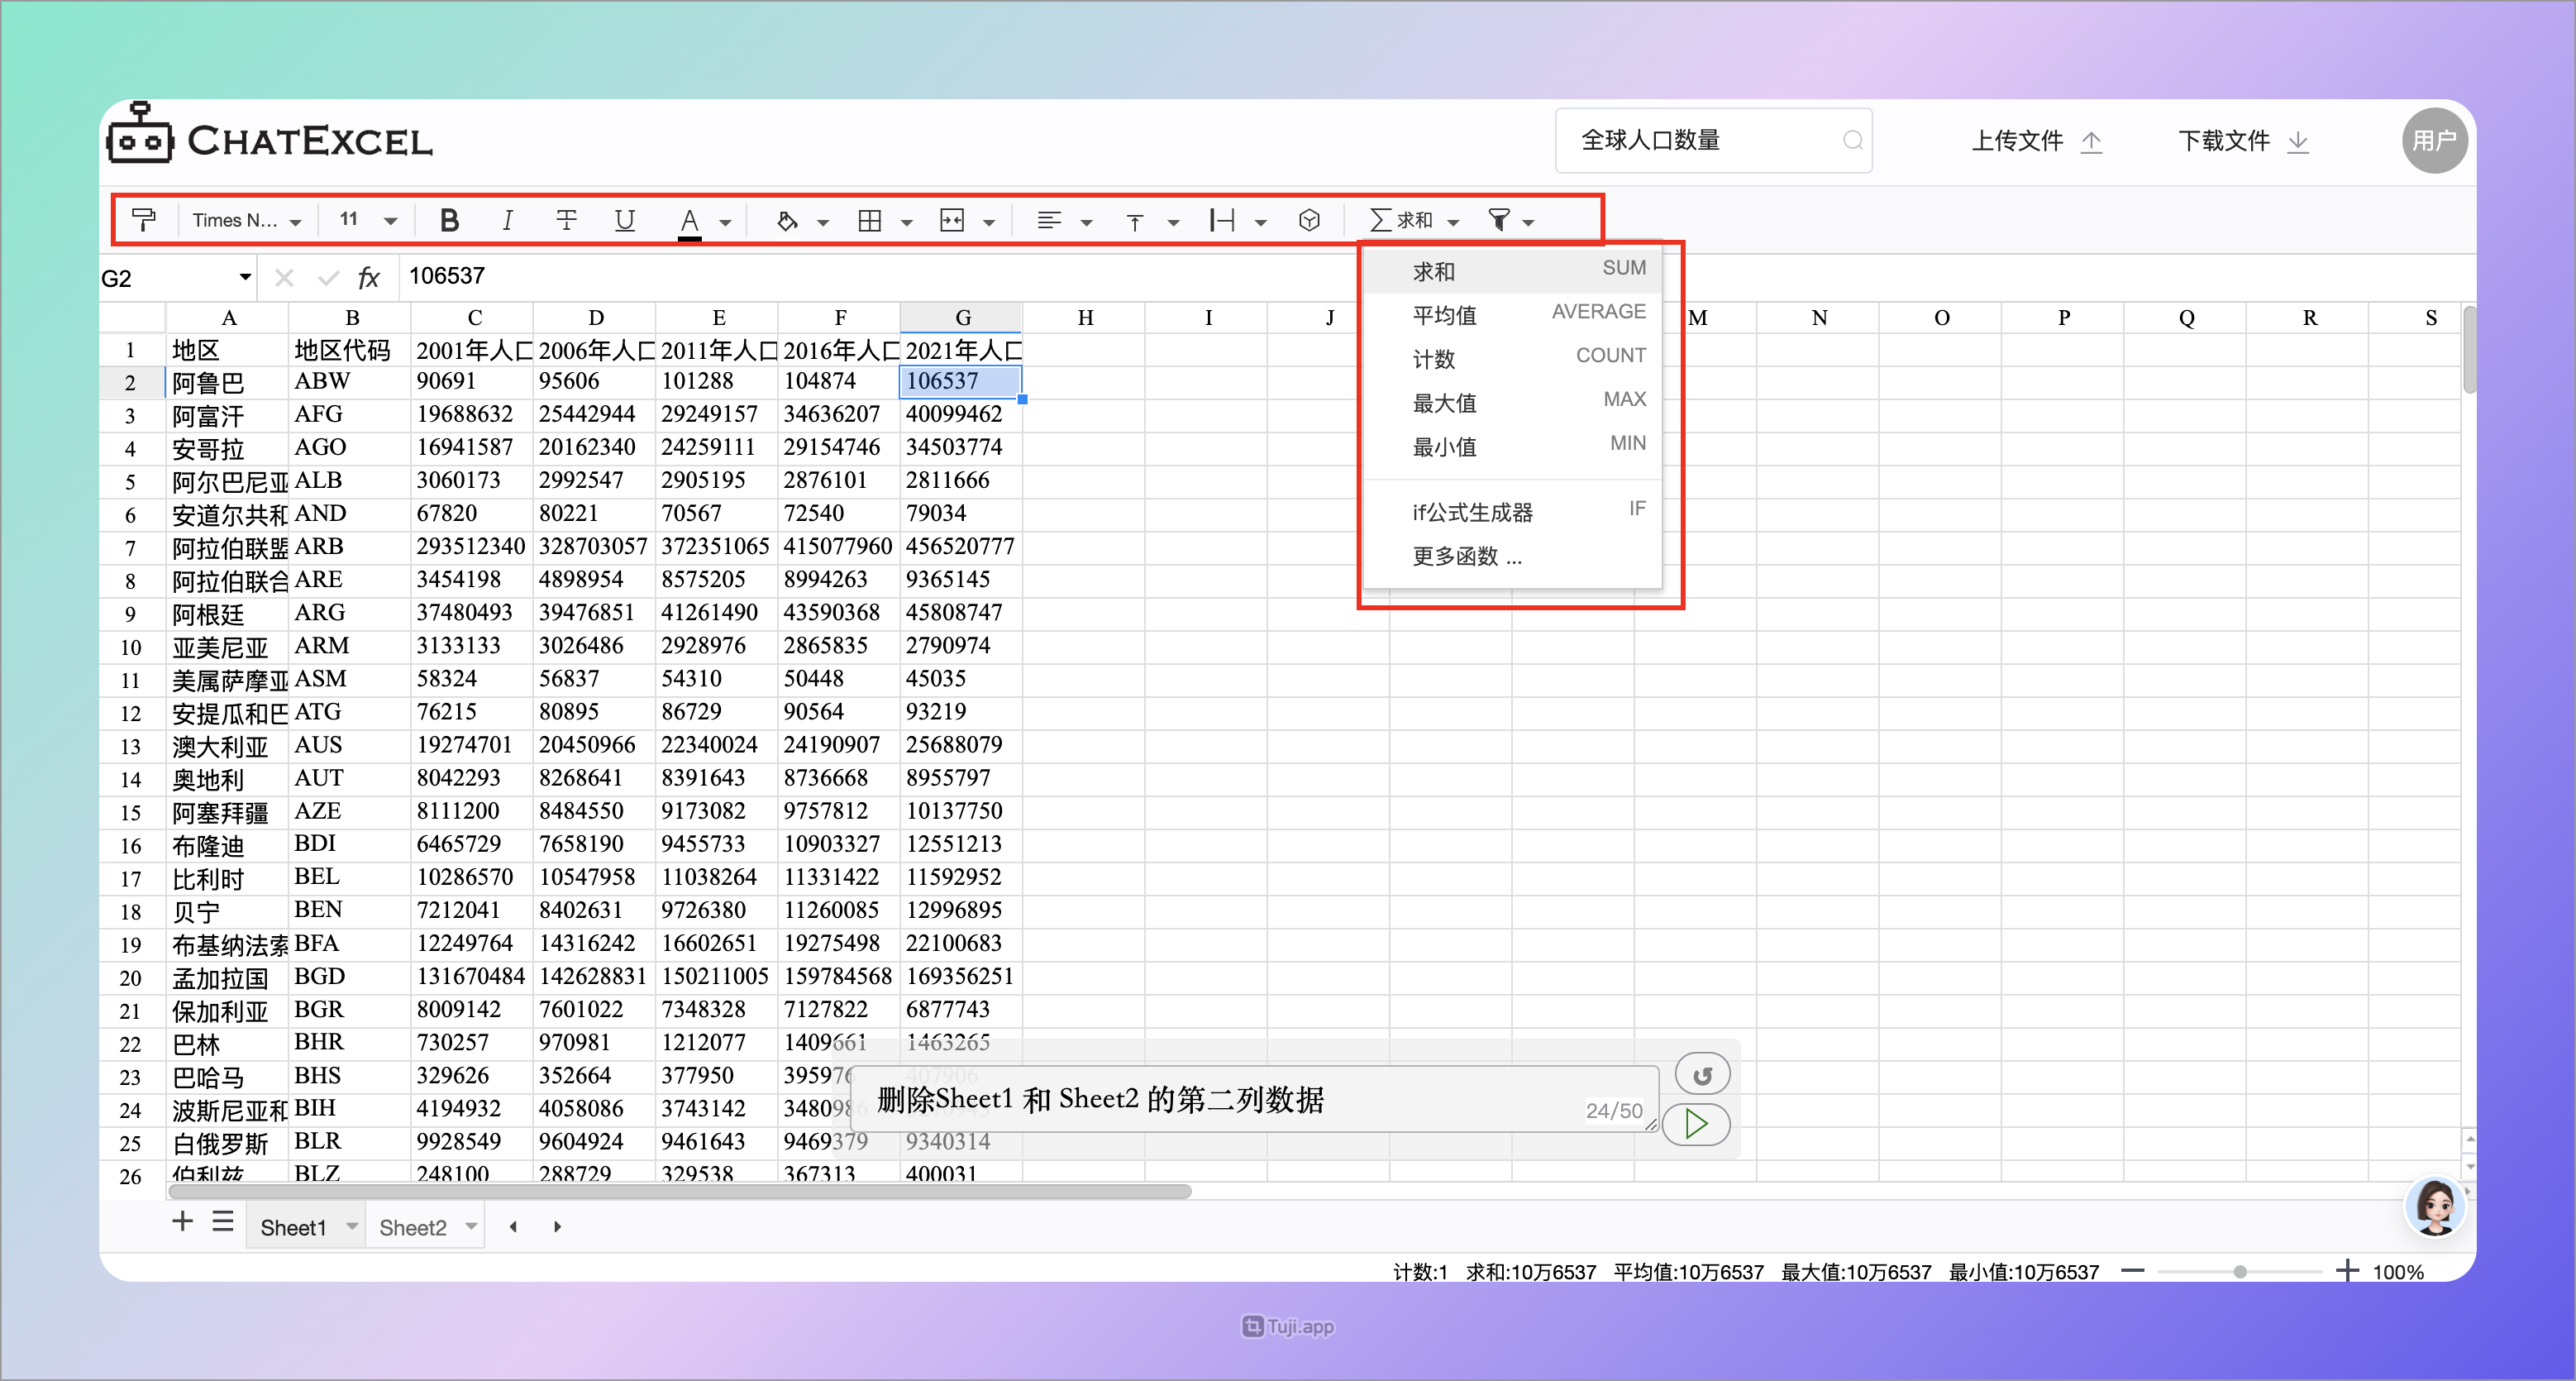 CHATEXCEL
全球人口数量 上传文件 下载文件 用户
Times N... 11 B I T U A 求和
G2 fx 106537
求和 SUM
平均值 AVERAGE
计数 COUNT
最大值 MAX
最小值 MIN
if公式生成器 IF
更多函数 ...
A B C D E F G H I J M N O P Q R S
1 地区 地区代码 2001年人口 2006年人口 2011年人口 2016年人口 2021年人口
2 阿鲁巴 ABW 90691 95606 101288 104874 106537
3 阿富汗 AFG 19688632 25442944 29249157 34636207 40099462
4 安哥拉 AGO 16941587 20162340 24259111 29154746 34503774
5 阿尔巴尼亚 ALB 3060173 2992547 2905195 2876101 2811666
6 安道尔共和 AND 67820 80221 70567 72540 79034
7 阿拉伯联盟 ARB 293512340 328703057 372351065 415077960 456520777
8 阿拉伯联合 ARE 3454198 4898954 8575205 8994263 9365145
9 阿根廷 ARG 37480493 39476851 41261490 43590368 45808747
10 亚美尼亚 ARM 3133133 3026486 2928976 2865835 2790974
11 美属萨摩亚 ASM 58324 56837 54310 50448 45035
12 安提瓜和巴 ATG 76215 80895 86729 90564 93219
13 澳大利亚 AUS 19274701 20450966 22340024 24190907 25688079
14 奥地利 AUT 8042293 8268641 8391643 8736668 8955797
15 阿塞拜疆 AZE 8111200 8484550 9173082 9757812 10137750
16 布隆迪 BDI 6465729 7658190 9455733 10903327 12551213
17 比利时 BEL 10286570 10547958 11038264 11331422 11592952
18 贝宁 BEN 7212041 8402631 9726380 11260085 12996895
19 布基纳法索 BFA 12249764 14316242 16602651 19275498 22100683
20 孟加拉国 BGD 131670484 142628831 150211005 159784568 169356251
21 保加利亚 BGR 8009142 7601022 7348328 7127822 6877743
22 巴林 BHR 730257 970981 1212077 1409661 1463265
23 巴哈马 BHS 329626 352664 377950 395976 407906
24 波斯尼亚和 BIH 4194932 4058086 3743142 3480986
25 白俄罗斯 BLR 9928549 9604924 9461643 9469379 9340314
26 伯利兹 BLZ 248100 288729 329538 367313 400031
删除Sheet1 和 Sheet2 的第二列数据
24/50
Sheet1 Sheet2
计数:1 求和:10万6537 平均值:10万6537 最大值:10万6537 最小值:10万6537 100%
Tuji.app